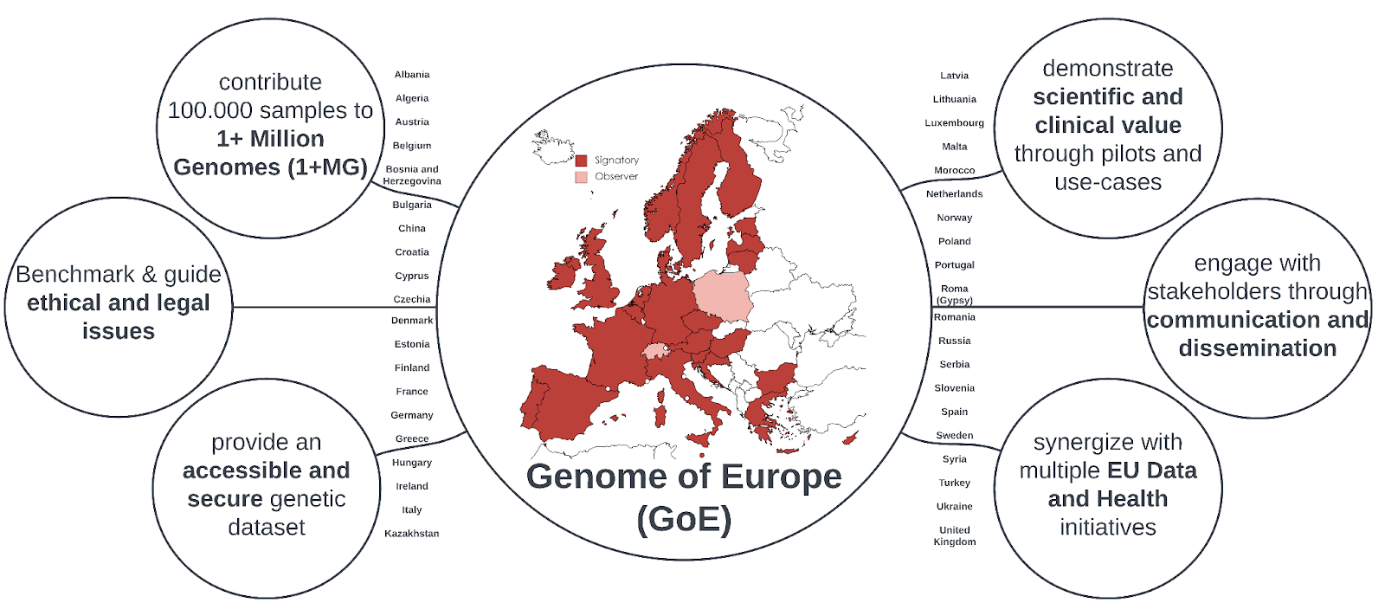 contribute
100.000 samples to
1+ Million
Genomes (1+MG)
Benchmark & guide
ethical and legal
issues
provide an
accessible and
secure genetic
dataset
Albania
Algeria
Austria
Belgium
Bosnia and
Herzegovina
Bulgaria
China
Croatia
Cyprus
Czechia
Denmark
Estonia
Finland
France
Germany
Greece
Hungary
Ireland
Italy
Kazakhstan
Signatory
Observer
Genome of Europe
(GoE)
Latvia
Lithuania
Luxembourg
Malta
Morocco
Netherlands
Norway
Poland
Portugal
Roma
(Gypsy)
Romania
Russia
Serbia
Slovenia
Spain
Sweden
Syria
Turkey
Ukraine
United
Kingdom
demonstrate
scientific and
clinical value
through pilots and
use-cases
engage with
stakeholders through
communication and
dissemination
synergize with
multiple EU Data
and Health
initiatives